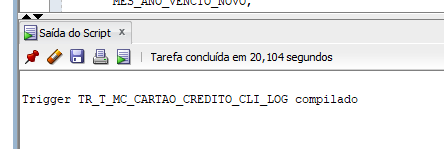 MES_ANO_VENCTO_NOVO,
Saída do Script x
Tarefa concluída em 20,104 segundos
Trigger TR_T_MC_CARTAO_CREDITO_CLI_LOG compilado